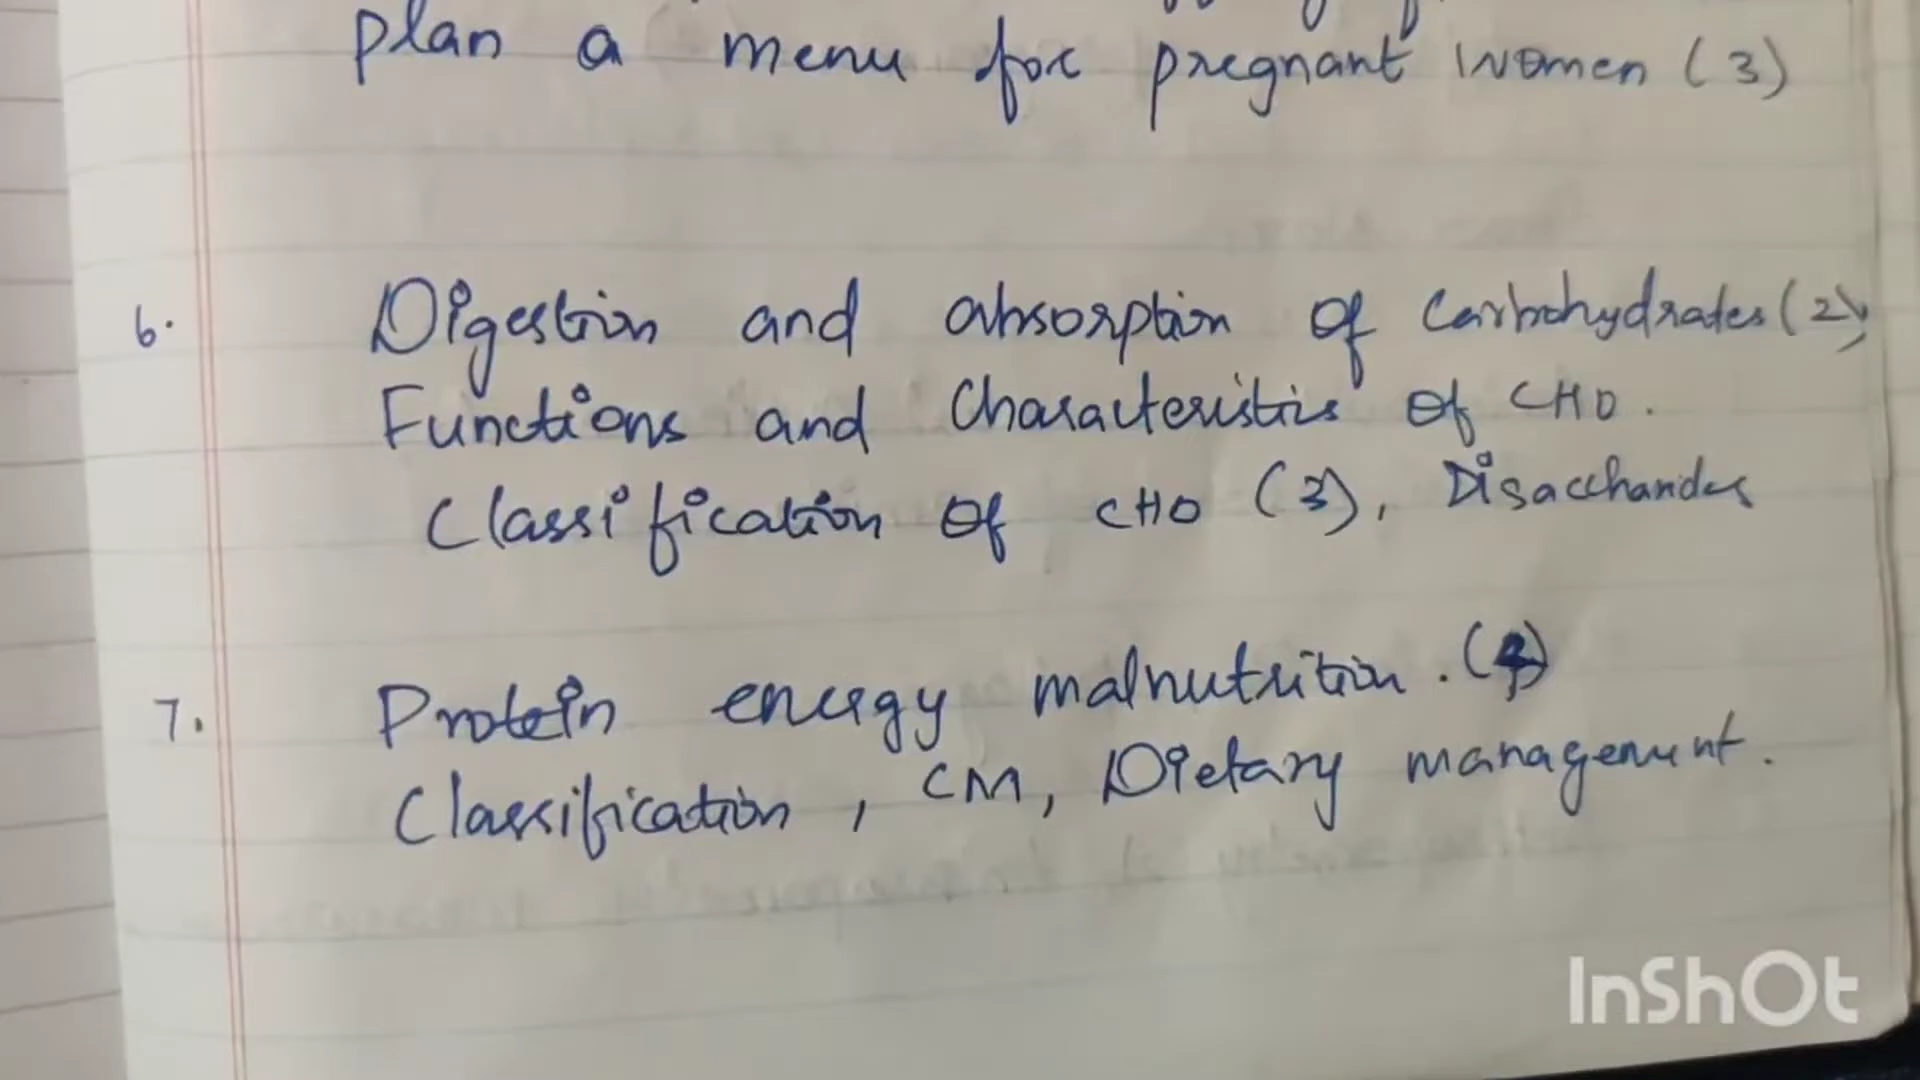 plan a menu for pregnant women (3)
6. Digestion and absorption of Carbohydrates (2)
Functions and Characteristics of CHO.
Classification of CHO (3), Disaccharides
7. Protein energy malnutrition. ( )
Classification, CM, Dietary management.
InShOt